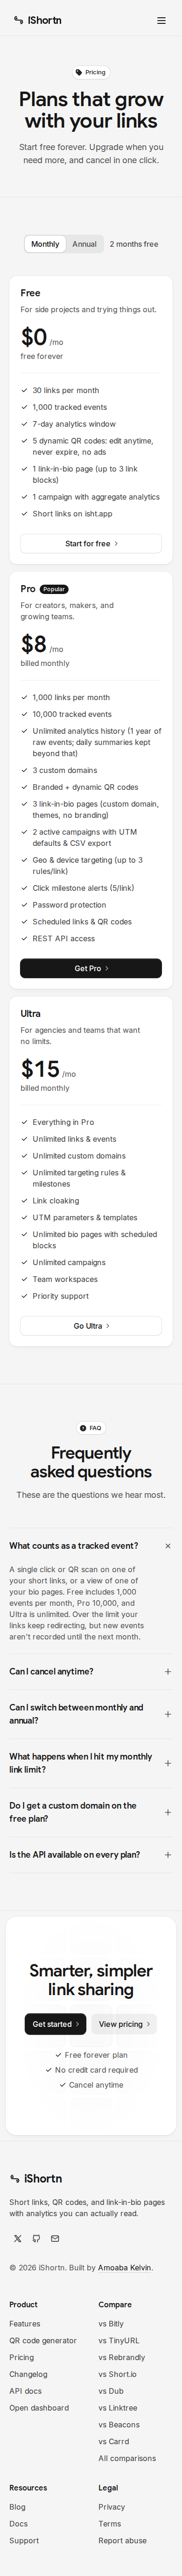 iShortn
Pricing
Plans that grow
with your links
Start free forever. Upgrade when you
need more, and cancel in one click.
Monthly Annual 2 months free
Free
For side projects and trying things out.
$0 /mo
free forever
30 links per month
1,000 tracked events
7-day analytics window
5 dynamic QR codes: edit anytime,
never expire, no ads
1 link-in-bio page (up to 3 link
blocks)
1 campaign with aggregate analytics
Short links on isht.app
Start for free
Pro Popular
For creators, makers, and
growing teams.
$8 /mo
billed monthly
1,000 links per month
10,000 tracked events
Unlimited analytics history (1 year of
raw events; daily summaries kept
beyond that)
3 custom domains
Branded + dynamic QR codes
3 link-in-bio pages (custom domain,
themes, no branding)
2 active campaigns with UTM
defaults & CSV export
Geo & device targeting (up to 3
rules/link)
Click milestone alerts (5/link)
Password protection
Scheduled links & QR codes
REST API access
Get Pro
Ultra
For agencies and teams that want
no limits.
$15 /mo
billed monthly
Everything in Pro
Unlimited links & events
Unlimited custom domains
Unlimited targeting rules &
milestones
Link cloaking
UTM parameters & templates
Unlimited bio pages with scheduled
blocks
Unlimited campaigns
Team workspaces
Priority support
Go Ultra
FAQ
Frequently
asked questions
These are the questions we hear most.
What counts as a tracked event?
A single click or QR scan on one of
your short links, or a view of one of
your bio pages. Free includes 1,000
events per month, Pro 10,000, and
Ultra is unlimited. Over the limit your
links keep redirecting, but new events
aren't recorded until the next month.
Can I cancel anytime?
Can I switch between monthly and
annual?
What happens when I hit my monthly
link limit?
Do I get a custom domain on the
free plan?
Is the API available on every plan?
Smarter, simpler
link sharing
Get started View pricing
Free forever plan
No credit card required
Cancel anytime
iShortn
Short links, QR codes, and link-in-bio pages
with analytics you can actually read.
© 2026 iShortn. Built by Amoaba Kelvin.
Product
Features
QR code generator
Pricing
Changelog
API docs
Open dashboard
Compare
vs Bitly
vs TinyURL
vs Rebrandly
vs Short.io
vs Dub
vs Linktree
vs Beacons
vs Carrd
All comparisons
Resources
Blog
Docs
Support
Legal
Privacy
Terms
Report abuse